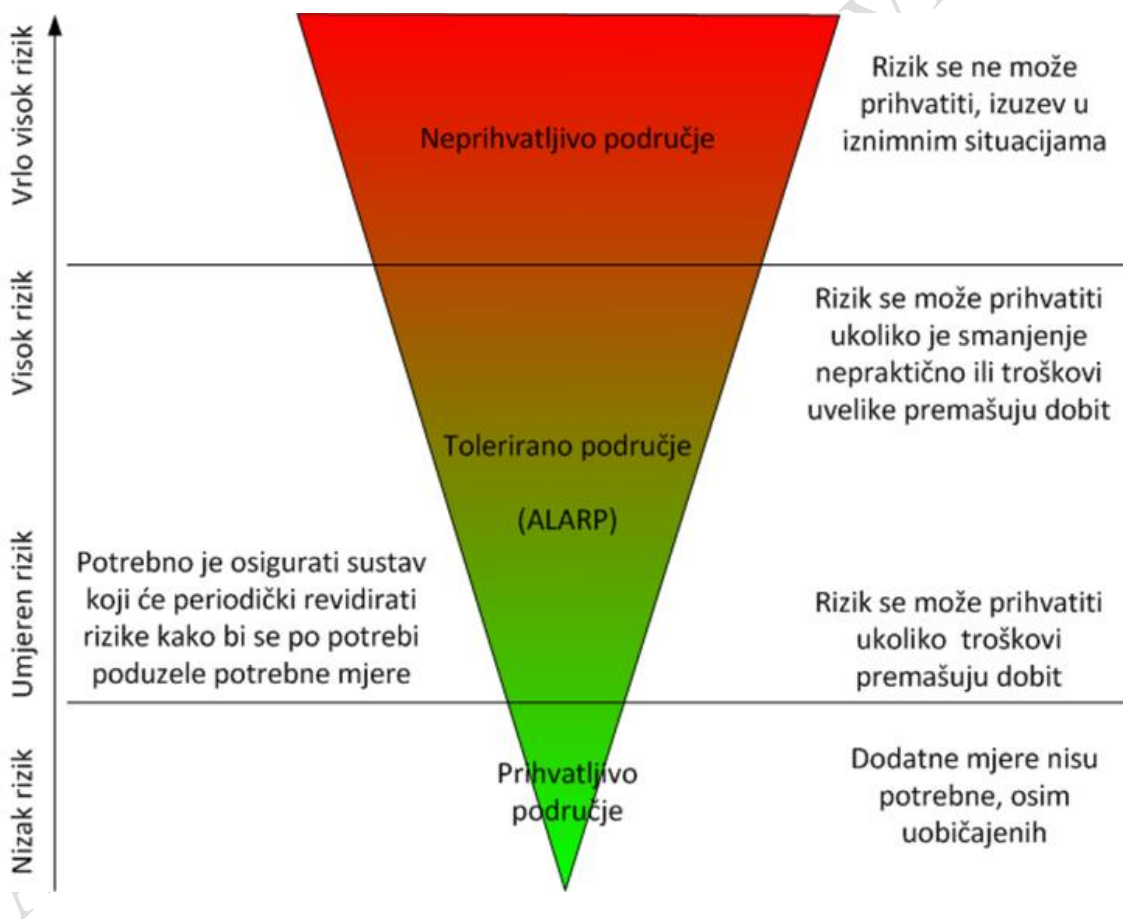 Vrlo visok rizik
Neprihvatljivo područje
Rizik se ne može
prihvatiti, izuzev u
iznimnim situacijama
Visok rizik
Rizik se može prihvatiti
ukoliko je smanjenje
nepraktično ili troškovi
uvelike premašuju dobit
Tolerirano područje
(ALARP)
Umjeren rizik
Potrebno je osigurati sustav
koji će periodički revidirati
rizike kako bi se po potrebi
poduzele potrebne mjere
Rizik se može prihvatiti
ukoliko troškovi
premašuju dobit
Nizak rizik
Prihvatljivo
područje
Dodatne mjere nisu
potrebne, osim
uobičajenih